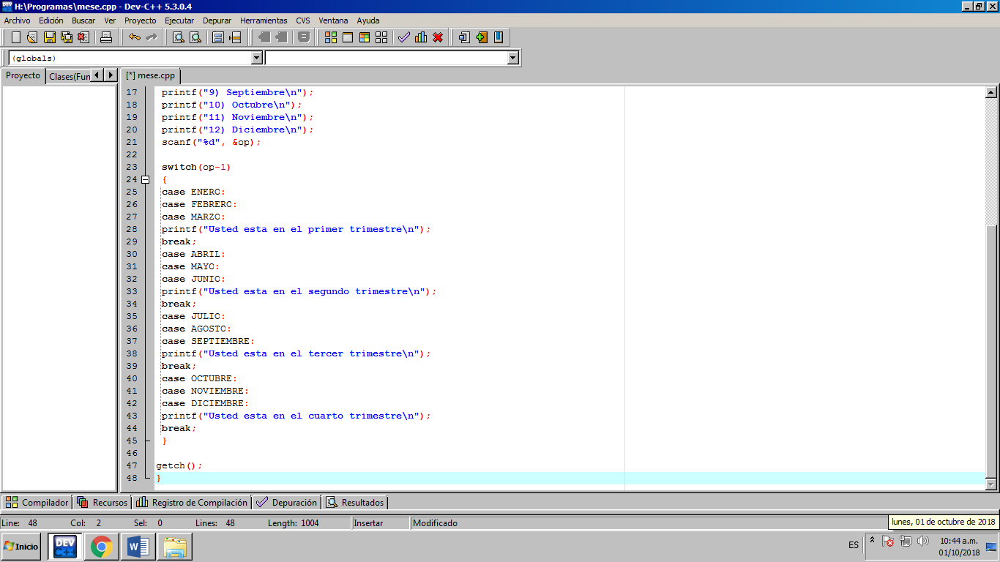 H:\Programas\mese.cpp - Dev-C++ 5.3.0.4
Archivo Edición Buscar Ver Proyecto Ejecutar Depurar Herramientas CVS Ventana Ayuda
(globals)
Proyecto Clases(Fun [*] mese.cpp
17 printf("9) Septiembre\n");
18 printf("10) Octubre\n");
19 printf("11) Noviembre\n");
20 printf("12) Diciembre\n");
21 scanf("%d", &op);
22
23 switch(op-1)
24 {
25 case ENERO:
26 case FEBRERO:
27 case MARZO:
28 printf("Usted esta en el primer trimestre\n");
29 break;
30 case ABRIL:
31 case MAYO:
32 case JUNIO:
33 printf("Usted esta en el segundo trimestre\n");
34 break;
35 case JULIO:
36 case AGOSTO:
37 case SEPTIEMBRE:
38 printf("Usted esta en el tercer trimestre\n");
39 break;
40 case OCTUBRE:
41 case NOVIEMBRE:
42 case DICIEMBRE:
43 printf("Usted esta en el cuarto trimestre\n");
44 break;
45 }
46
47 getch();
48 }
Compilador Recursos Registro de Compilación Depuración Resultados
Line: 48 Col: 2 Sel: 0 Lines: 48 Length: 1004 Insertar Modificado
lunes, 01 de octubre de 2018
Inicio DEV C++ W ES 10:44 a.m.
01/10/2018